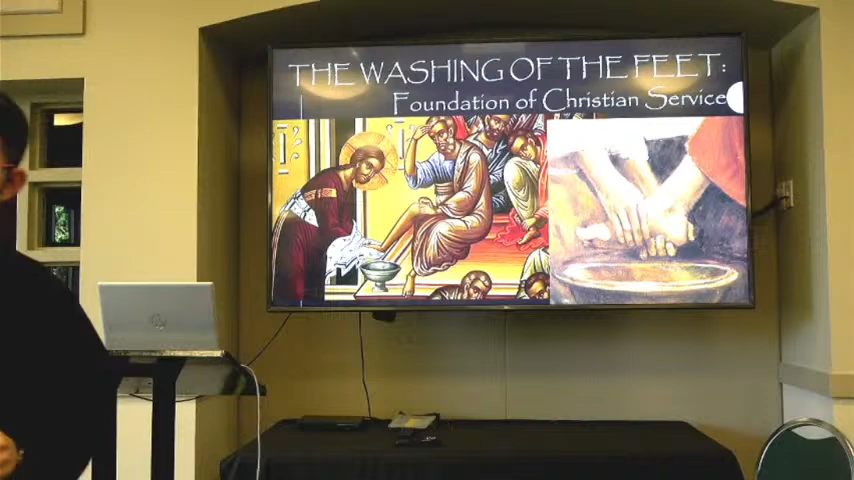 THE WASHING OF THE FEET:
Foundation of Christian Service